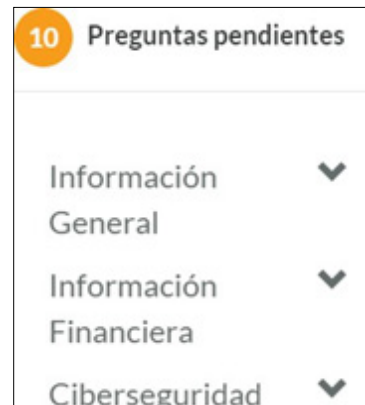 10 Preguntas pendientes
Información
General
Información
Financiera
Ciberseguridad